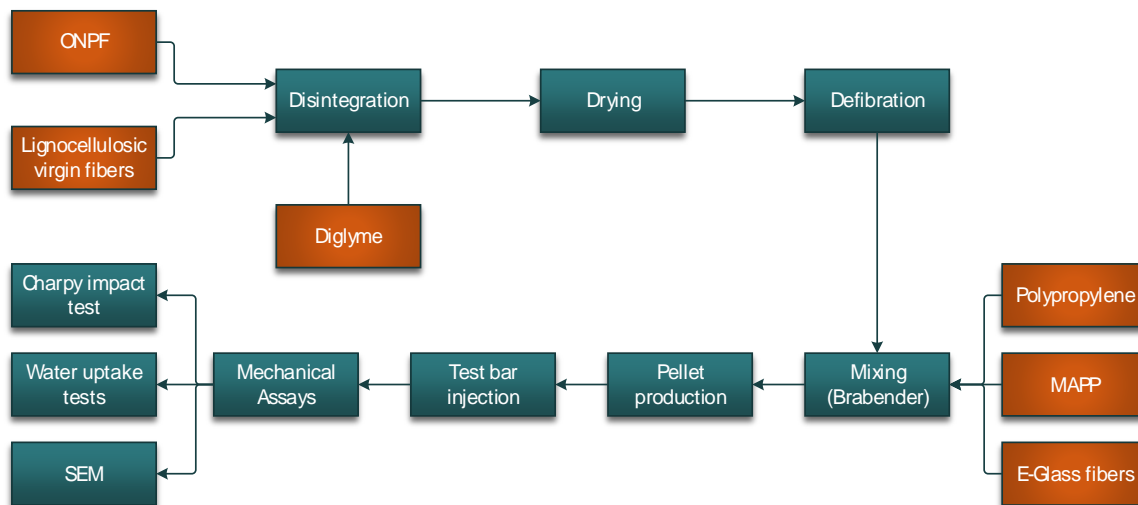 ONPF
Disintegration
Drying
Defibration
Lignocellulosic
virgin fibers
Diglyme
Charpy impact
test
Polypropylene
Water uptake
tests
Mechanical
Assays
Test bar
injection
Pellet
production
Mixing
(Brabender)
MAPP
SEM
E-Glass fibers